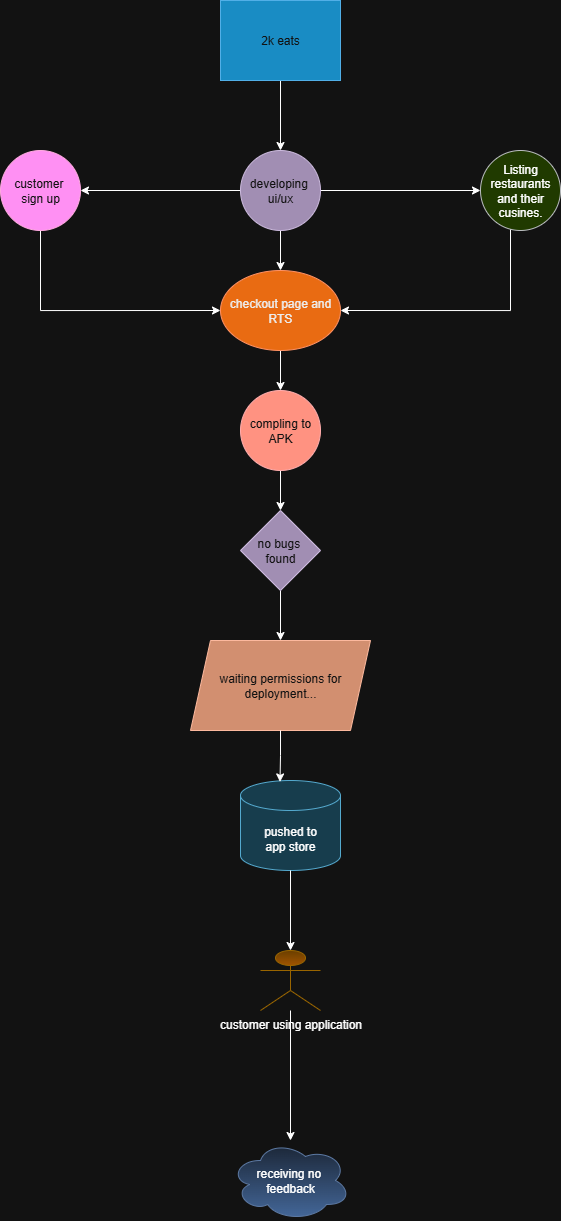 2k eats
customer
sign up
developing
ui/ux
Listing
restaurants
and their
cusines.
checkout page and
RTS
compling to
APK
no bugs
found
waiting permissions for
deployment...
pushed to
app store
customer using application
receiving no
feedback